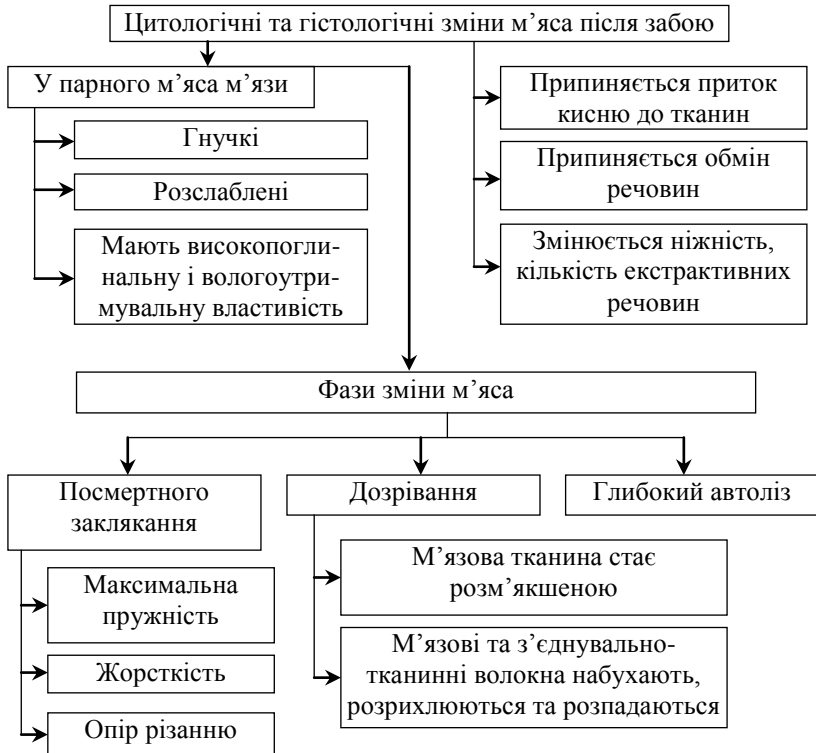 Цитологічні та гістологічні зміни м’яса після забою
У парного м’яса м’язи
Гнучкі
Розслаблені
Мають високопогли-
нальну і вологоутри-
мувальну властивість
Припиняється приток
кисню до тканин
Припиняється обмін
речовин
Змінюється ніжність,
кількість екстрактивних
речовин
Фази зміни м’яса
Посмертного
заклякання
Максимальна
пружність
Жорсткість
Опір різанню
Дозрівання
М’язова тканина стає
розм’якшеною
М’язові та з’єднувально-
тканинні волокна набухають,
розрихлюються та розпадаються
Глибокий автоліз